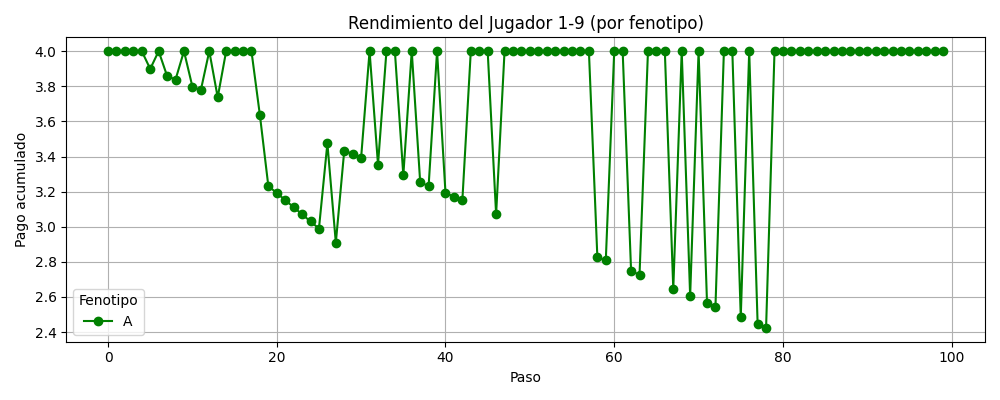 Rendimiento del Jugador 1-9 (por fenotipo)
Pago acumulado
4.0
3.8
3.6
3.4
3.2
3.0
2.8
2.6
2.4
Fenotipo
A
0 20 40 60 80 100
Paso